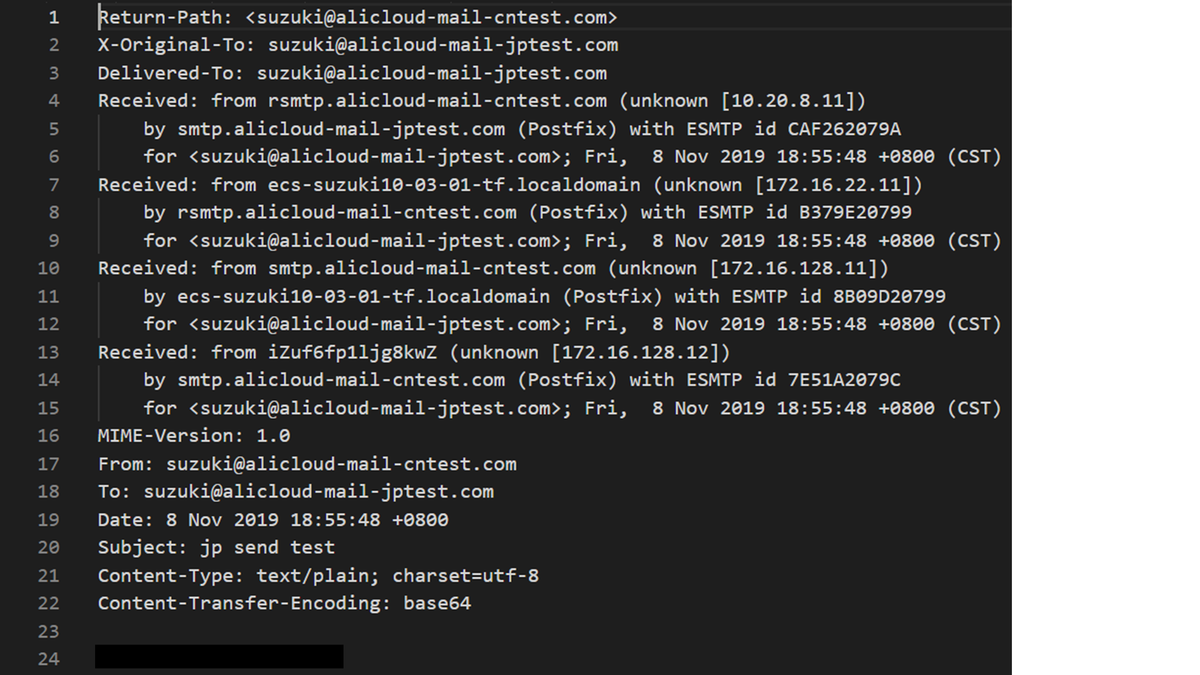 1 Return-Path: <suzuki@alicloud-mail-cntest.com>
2 X-Original-To: suzuki@alicloud-mail-jptest.com
3 Delivered-To: suzuki@alicloud-mail-jptest.com
4 Received: from rsmtp.alicloud-mail-cntest.com (unknown [10.20.8.11])
5 by smtp.alicloud-mail-jptest.com (Postfix) with ESMTP id CAF262079A
6 for <suzuki@alicloud-mail-jptest.com>; Fri,  8 Nov 2019 18:55:48 +0800 (CST)
7 Received: from ecs-suzuki10-03-01-tf.localdomain (unknown [172.16.22.11])
8 by rsmtp.alicloud-mail-cntest.com (Postfix) with ESMTP id B379E20799
9 for <suzuki@alicloud-mail-jptest.com>; Fri,  8 Nov 2019 18:55:48 +0800 (CST)
10 Received: from smtp.alicloud-mail-cntest.com (unknown [172.16.128.11])
11 by ecs-suzuki10-03-01-tf.localdomain (Postfix) with ESMTP id 8B09D20799
12 for <suzuki@alicloud-mail-jptest.com>; Fri,  8 Nov 2019 18:55:48 +0800 (CST)
13 Received: from iZuf6fp1ljg8kwZ (unknown [172.16.128.12])
14 by smtp.alicloud-mail-cntest.com (Postfix) with ESMTP id 7E51A2079C
15 for <suzuki@alicloud-mail-jptest.com>; Fri,  8 Nov 2019 18:55:48 +0800 (CST)
16 MIME-Version: 1.0
17 From: suzuki@alicloud-mail-cntest.com
18 To: suzuki@alicloud-mail-jptest.com
19 Date: 8 Nov 2019 18:55:48 +0800
20 Subject: jp send test
21 Content-Type: text/plain; charset=utf-8
22 Content-Transfer-Encoding: base64
23
24